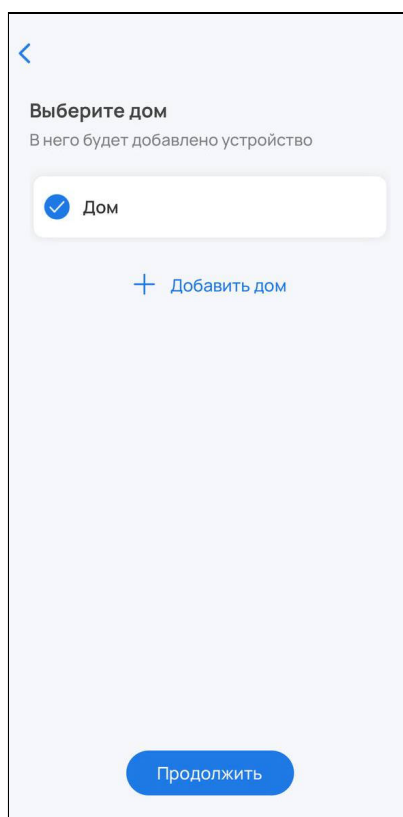 Выберите дом
В него будет добавлено устройство
Дом
Добавить дом
Продолжить